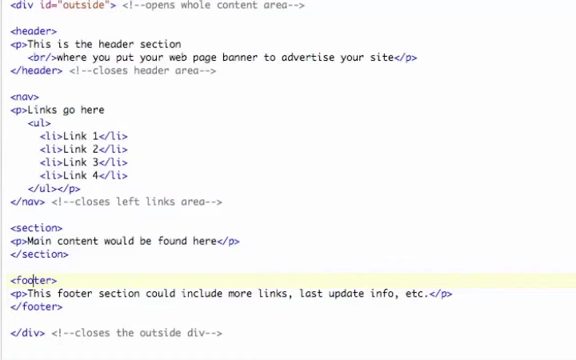 <div id="outside"> <!--opens whole content area-->
<header>
<p>This is the header section
<br/>where you put your web page banner to advertise your site</p>
</header> <!--closes header area-->
<nav>
<p>Links go here
<ul>
<li>Link 1</li>
<li>Link 2</li>
<li>Link 3</li>
<li>Link 4</li>
</ul></p>
</nav> <!--closes left links area-->
<section>
<p>Main content would be found here</p>
</section>
<footer>
<p>This footer section could include more links, last update info, etc.</p>
</footer>
</div> <!--closes the outside div-->